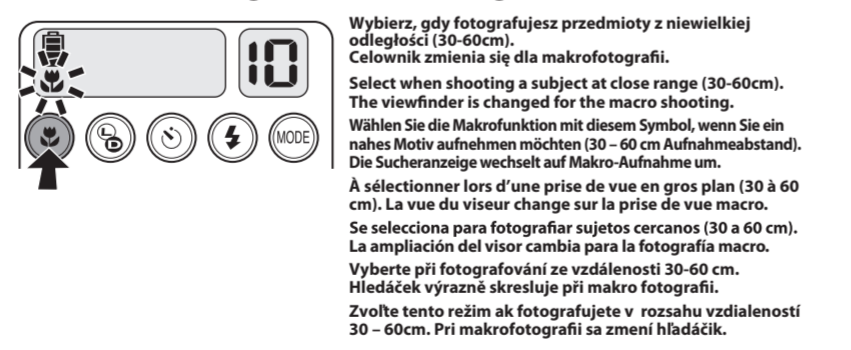 10
MODE
Wybierz, gdy fotografujesz przedmioty z niewielkiej
odległości (30-60cm).
Celownik zmienia się dla makrofotografii.
Select when shooting a subject at close range (30-60cm).
The viewfinder is changed for the macro shooting.
Wählen Sie die Makrofunktion mit diesem Symbol, wenn Sie ein
nahes Motiv aufnehmen möchten (30 – 60 cm Aufnahmeabstand).
Die Sucheranzeige wechselt auf Makro-Aufnahme um.
À sélectionner lors d’une prise de vue en gros plan (30 à 60
cm). La vue du viseur change sur la prise de vue macro.
Se selecciona para fotografiar sujetos cercanos (30 a 60 cm).
La ampliación del visor cambia para la fotografía macro.
Vyberte při fotografování ze vzdálenosti 30-60 cm.
Hledáček výrazně skresluje při makro fotografii.
Zvoľte tento režim ak fotografujete v rozsahu vzdialeností
30 – 60cm. Pri makrofotografii sa zmení hľadáčik.